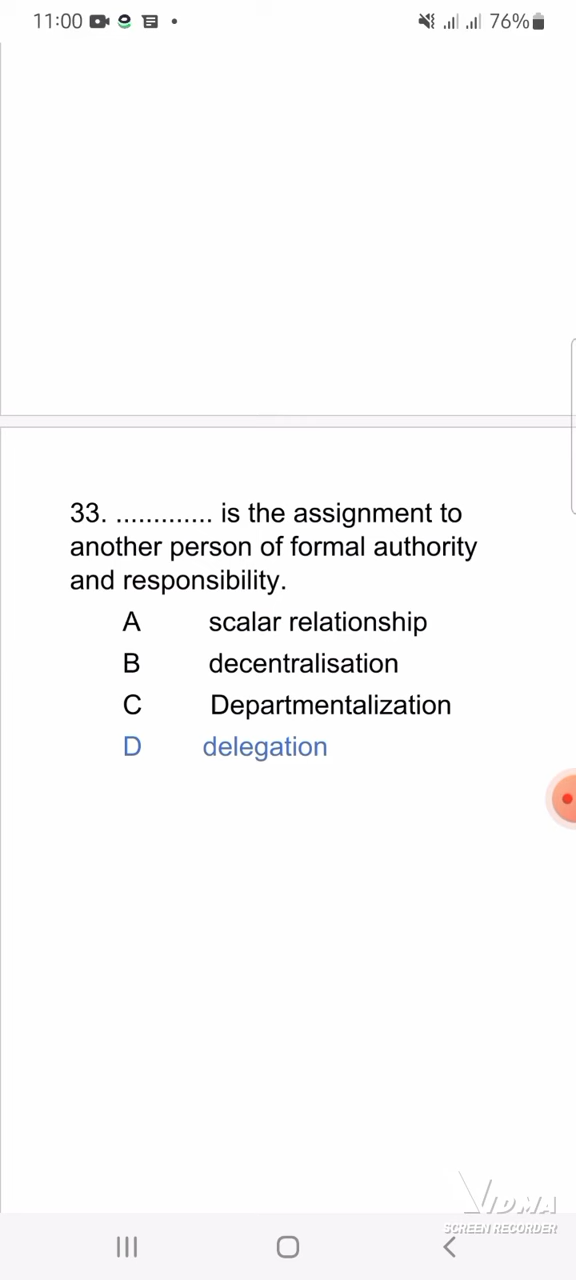 11:00 76%
33. ............. is the assignment to
another person of formal authority
and responsibility.
A scalar relationship
B decentralisation
C Departmentalization
D delegation
VIDMA
SCREEN RECORDER